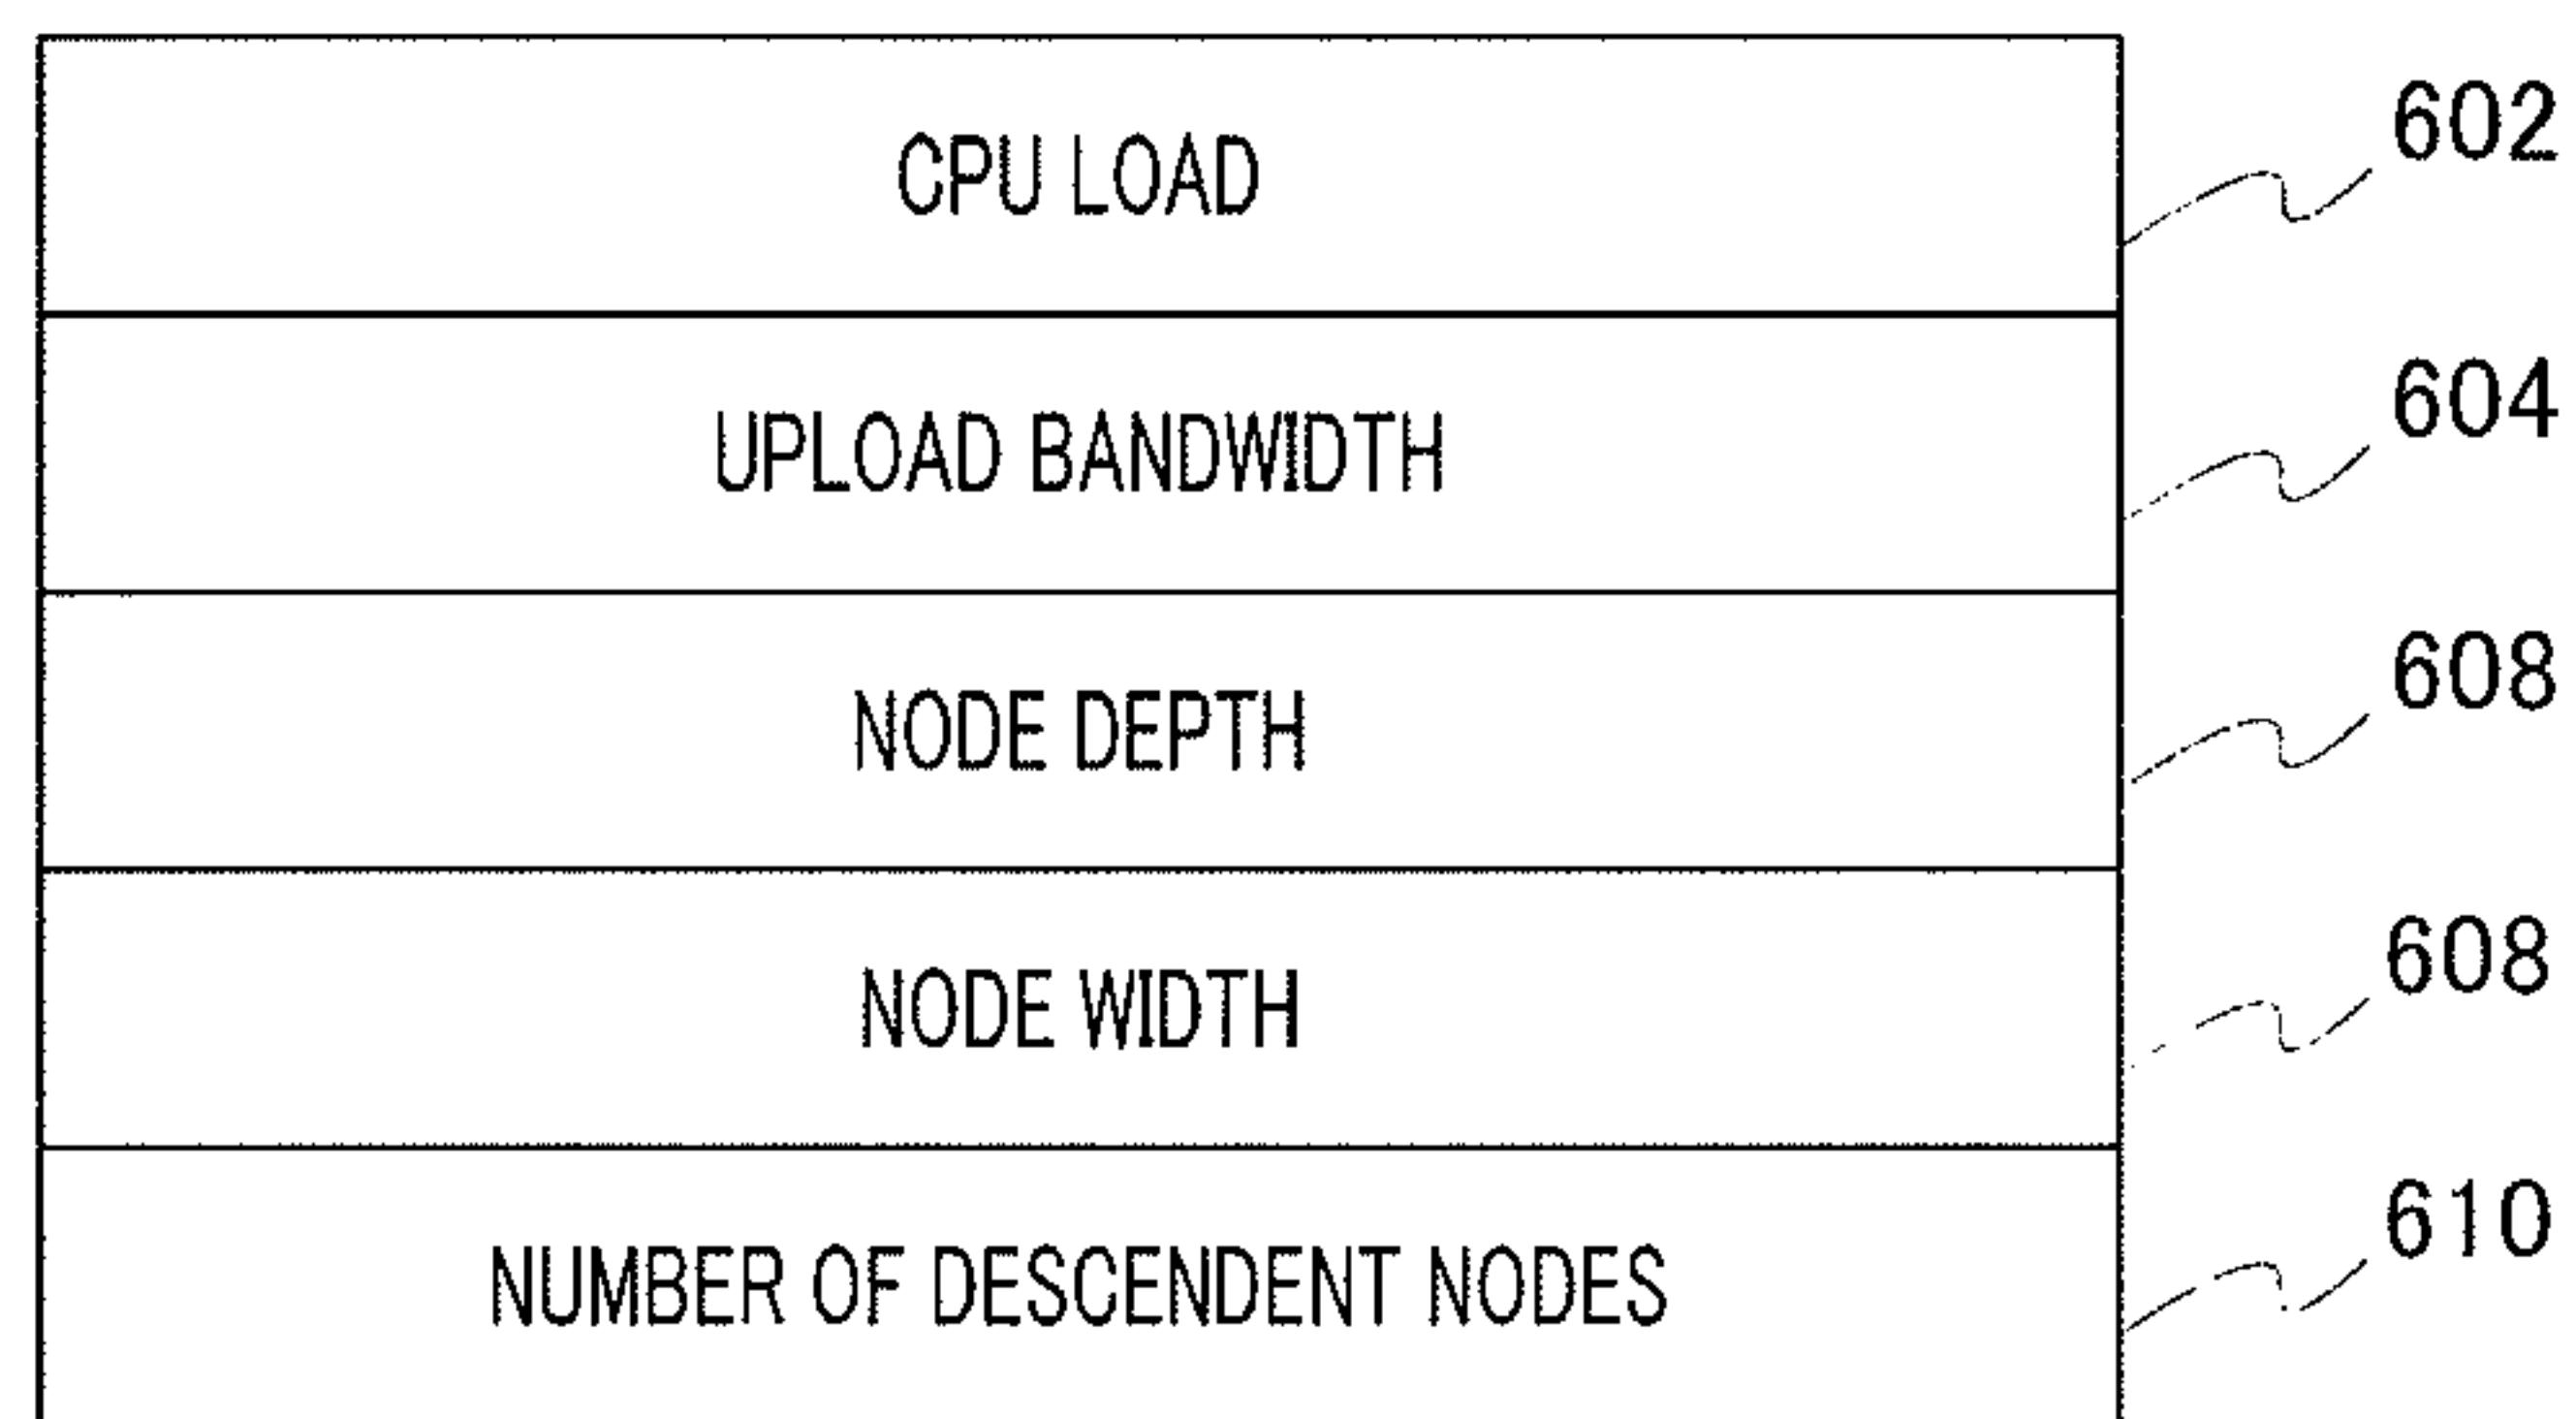 CPU LOAD 602
UPLOAD BANDWIDTH 604
NODE DEPTH 608
NODE WIDTH 608
NUMBER OF DESCENDENT NODES 610